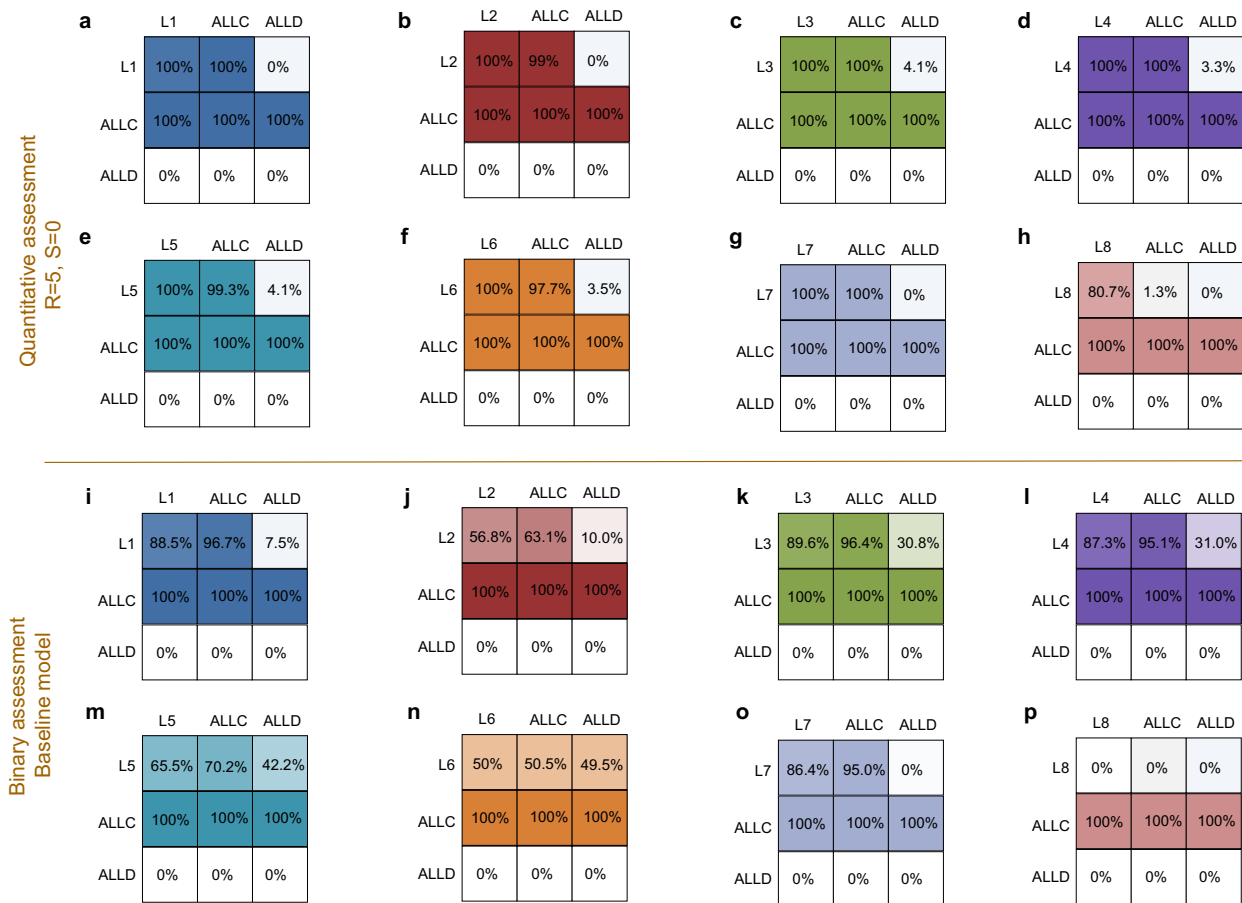 Quantitative assessment
R=5, S=0
a
L1 ALLC ALLD
L1 100% 100% 0%
ALLC 100% 100% 100%
ALLD 0% 0% 0%
b
L2 ALLC ALLD
L2 100% 99% 0%
ALLC 100% 100% 100%
ALLD 0% 0% 0%
c
L3 ALLC ALLD
L3 100% 100% 4.1%
ALLC 100% 100% 100%
ALLD 0% 0% 0%
d
L4 ALLC ALLD
L4 100% 100% 3.3%
ALLC 100% 100% 100%
ALLD 0% 0% 0%
e
L5 ALLC ALLD
L5 100% 99.3% 4.1%
ALLC 100% 100% 100%
ALLD 0% 0% 0%
f
L6 ALLC ALLD
L6 100% 97.7% 3.5%
ALLC 100% 100% 100%
ALLD 0% 0% 0%
g
L7 ALLC ALLD
L7 100% 100% 0%
ALLC 100% 100% 100%
ALLD 0% 0% 0%
h
L8 ALLC ALLD
L8 80.7% 1.3% 0%
ALLC 100% 100% 100%
ALLD 0% 0% 0%
Binary assessment
Baseline model
i
L1 ALLC ALLD
L1 88.5% 96.7% 7.5%
ALLC 100% 100% 100%
ALLD 0% 0% 0%
j
L2 ALLC ALLD
L2 56.8% 63.1% 10.0%
ALLC 100% 100% 100%
ALLD 0% 0% 0%
k
L3 ALLC ALLD
L3 89.6% 96.4% 30.8%
ALLC 100% 100% 100%
ALLD 0% 0% 0%
l
L4 ALLC ALLD
L4 87.3% 95.1% 31.0%
ALLC 100% 100% 100%
ALLD 0% 0% 0%
m
L5 ALLC ALLD
L5 65.5% 70.2% 42.2%
ALLC 100% 100% 100%
ALLD 0% 0% 0%
n
L6 ALLC ALLD
L6 50% 50.5% 49.5%
ALLC 100% 100% 100%
ALLD 0% 0% 0%
o
L7 ALLC ALLD
L7 86.4% 95.0% 0%
ALLC 100% 100% 100%
ALLD 0% 0% 0%
p
L8 ALLC ALLD
L8 0% 0% 0%
ALLC 100% 100% 100%
ALLD 0% 0% 0%